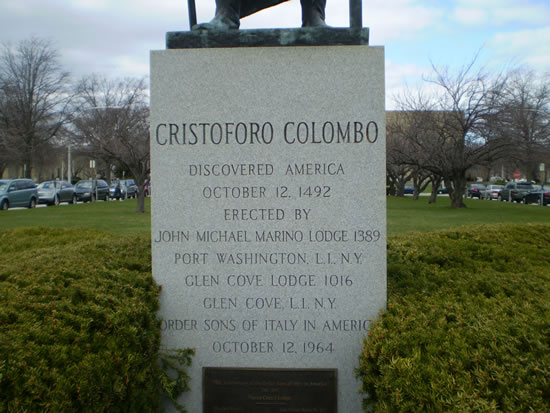 CRISTOFORO COLOMBO
DISCOVERED AMERICA
OCTOBER 12, 1492
ERECTED BY
JOHN MICHAEL MARINO LODGE 1389
PORT WASHINGTON, L.I. N.Y.
GLEN COVE LODGE 1016
GLEN COVE, L.I. N.Y.
ORDER SONS OF ITALY IN AMERIC
OCTOBER 12, 1964